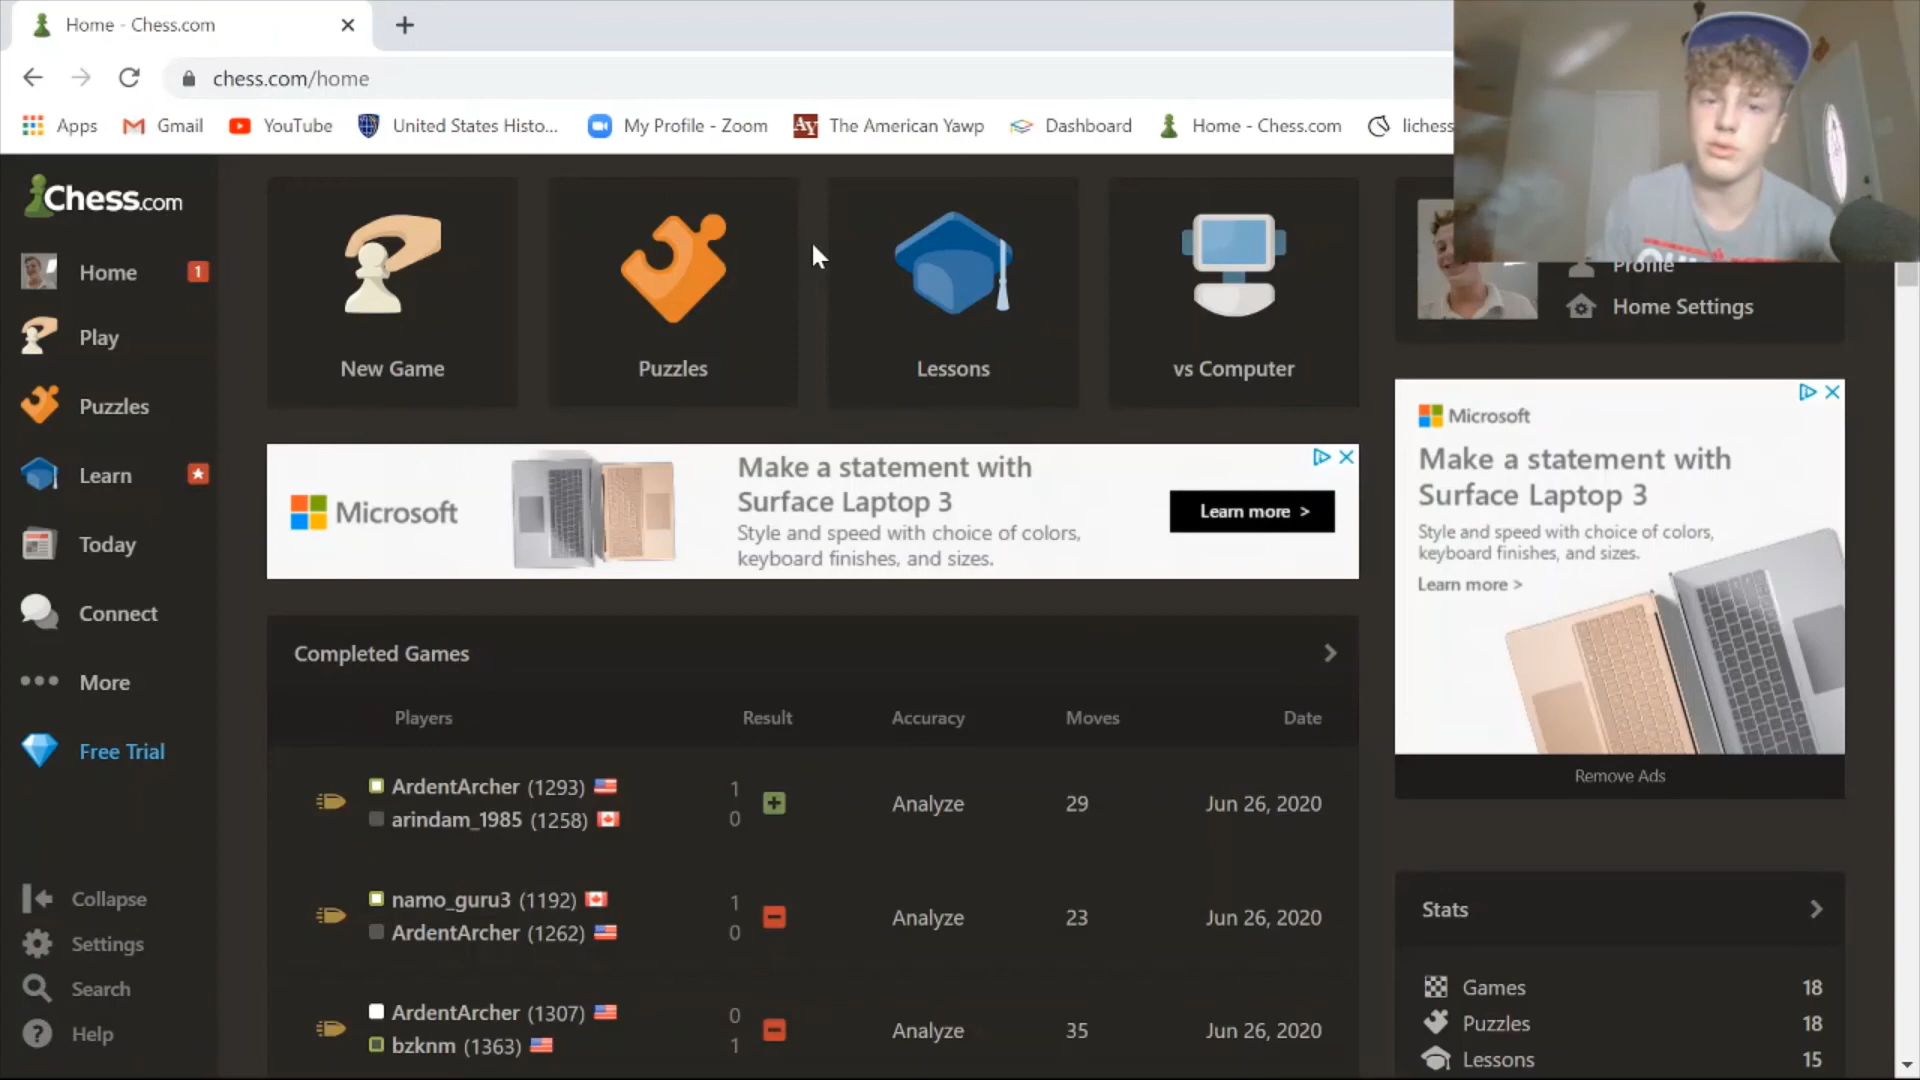 Home - Chess.com
chess.com/home
Apps
Gmail
YouTube
United States Histo...
My Profile - Zoom
AY
The American Yawp
Dashboard
Home - Chess.com
lichess
Chess.com
Home
1
Play
Puzzles
Learn
Today
Connect
More
Free Trial
Collapse
Settings
Search
Help
New Game
Puzzles
Lessons
vs Computer
Microsoft
Make a statement with
Surface Laptop 3
Style and speed with choice of colors,
keyboard finishes, and sizes.
Learn more >
Completed Games
Players
Result
Accuracy
Moves
Date
ArdentArcher (1293)
1
arindam_1985 (1258)
0
Analyze
29
Jun 26, 2020
namo_guru3 (1192)
1
ArdentArcher (1262)
0
Analyze
23
Jun 26, 2020
ArdentArcher (1307)
0
bzknm (1363)
1
Analyze
35
Jun 26, 2020
Profile
Home Settings
Microsoft
Make a statement with
Surface Laptop 3
Style and speed with choice of colors,
keyboard finishes, and sizes.
Learn more >
Remove Ads
Stats
Games
18
Puzzles
18
Lessons
15